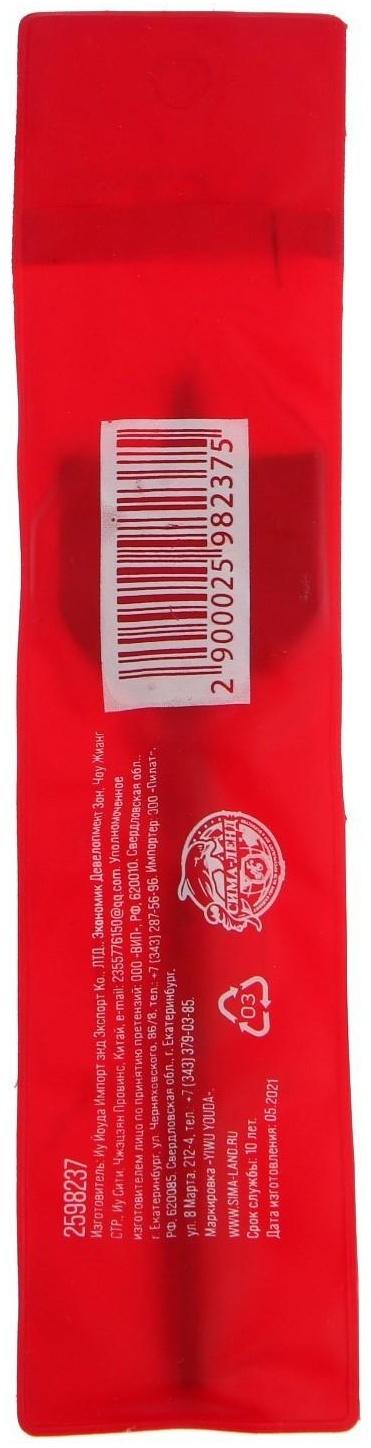 2 900025 982375
СИМА-ЛЕНД
03
2598237
Изготовитель: Иу Йоуда Импорт энд Экспорт Ко., ЛТД., Экономик Девелопмент Зон, Чоу Жианг
СТР., Иу Сити, Чжэцзян Провинс, Китай, e-mail: 2355776150@qq.com. Уполномоченное
изготовителем лицо по принятию претензий: ООО «ВИП», РФ, 620010. Свердловская обл.,
г. Екатеринбург, ул. Черняховского, 86/8, тел.: +7 (343) 287-56-96. Импортер: ООО «Пилат»,
РФ, 620085. Свердловская обл., г. Екатеринбург,
ул. 8 Марта, 212-4, тел.: +7 (343) 379-03-85.
Маркировка «YIWU YOUDA».
WWW.SIMA-LAND.RU
Срок службы: 10 лет.
Дата изготовления: 05.2021